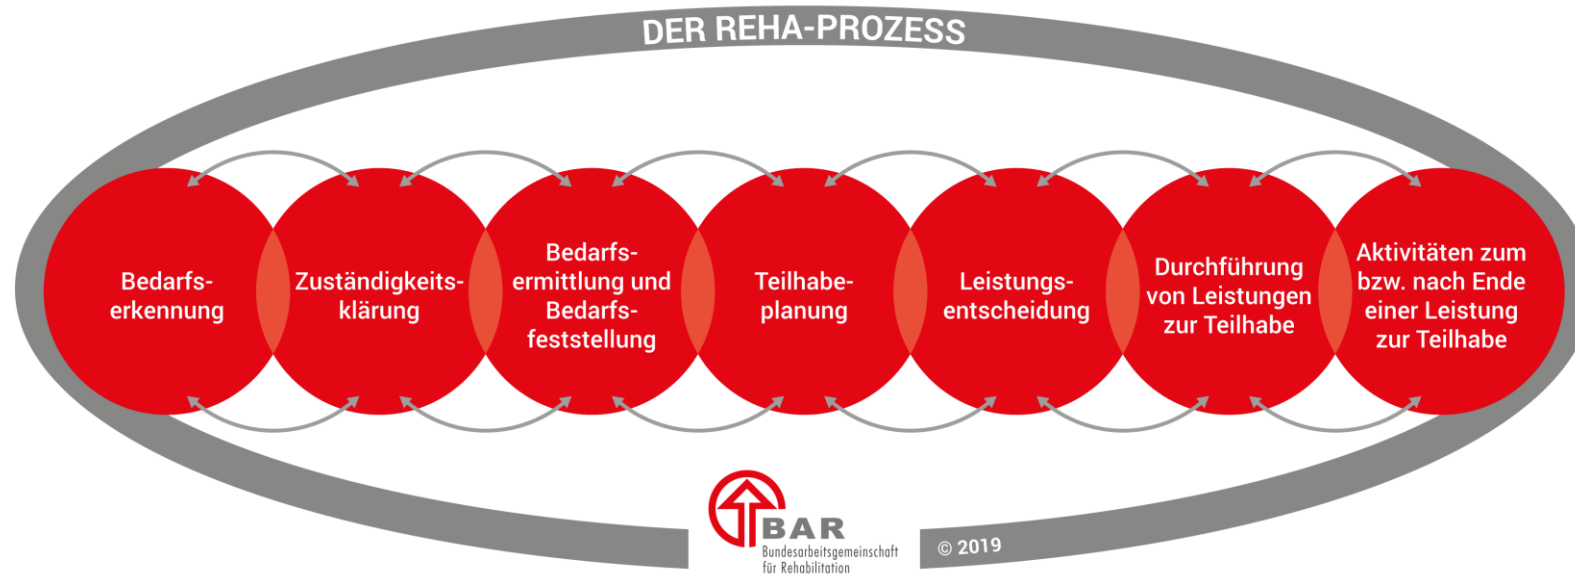 DER REHA-PROZESS
Bedarfs-
erkennung
Zuständigkeits-
klärung
Bedarfs-
ermittlung und
Bedarfs-
feststellung
Teilhabe-
planung
Leistungs-
entscheidung
Durchführung
von Leistungen
zur Teilhabe
Aktivitäten zum
bzw. nach Ende
einer Leistung
zur Teilhabe
BAR
Bundesarbeitsgemeinschaft
für Rehabilitation
© 2019